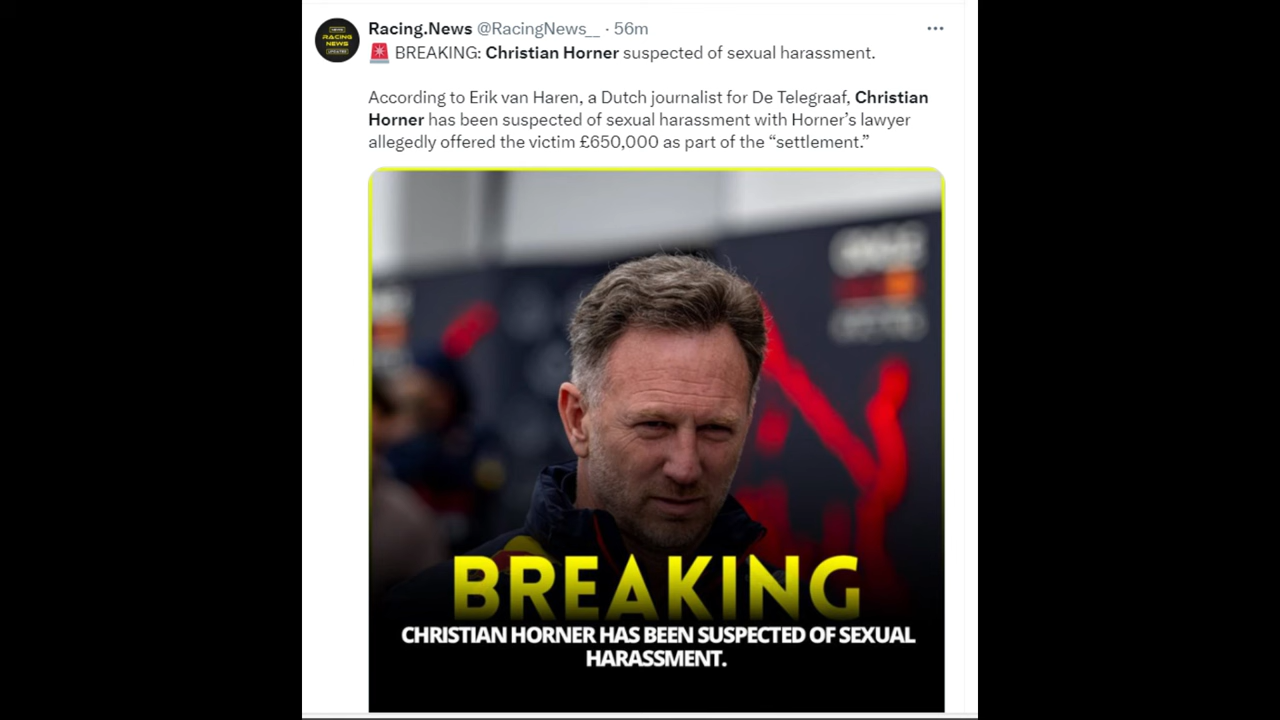 RACING
NEWS
Racing.News @RacingNews__ · 56m
🚨 BREAKING: Christian Horner suspected of sexual harassment.
According to Erik van Haren, a Dutch journalist for De Telegraaf, Christian
Horner has been suspected of sexual harassment with Horner’s lawyer
allegedly offered the victim £650,000 as part of the “settlement.”
BREAKING
CHRISTIAN HORNER HAS BEEN SUSPECTED OF SEXUAL
HARASSMENT.